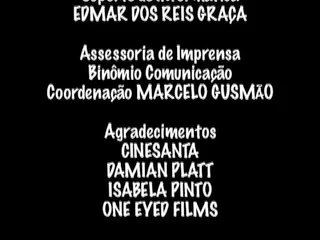 EDMAR DOS REIS GRAÇA
Assessoria de Imprensa
Binômio Comunicação
Coordenação MARCELO GUSMÃO
Agradecimentos
CINESANTA
DAMIAN PLATT
ISABELA PINTO
ONE EYED FILMS